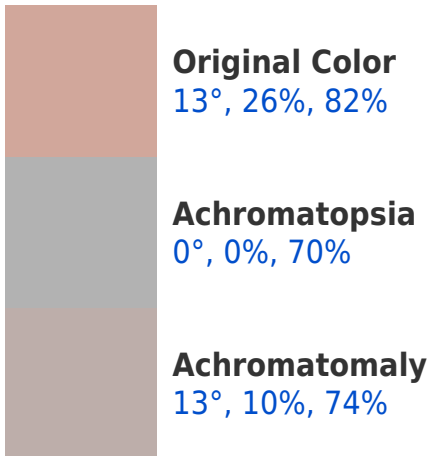 Original Color
13°, 26%, 82%
Achromatopsia
0°, 0%, 70%
Achromatomaly
13°, 10%, 74%